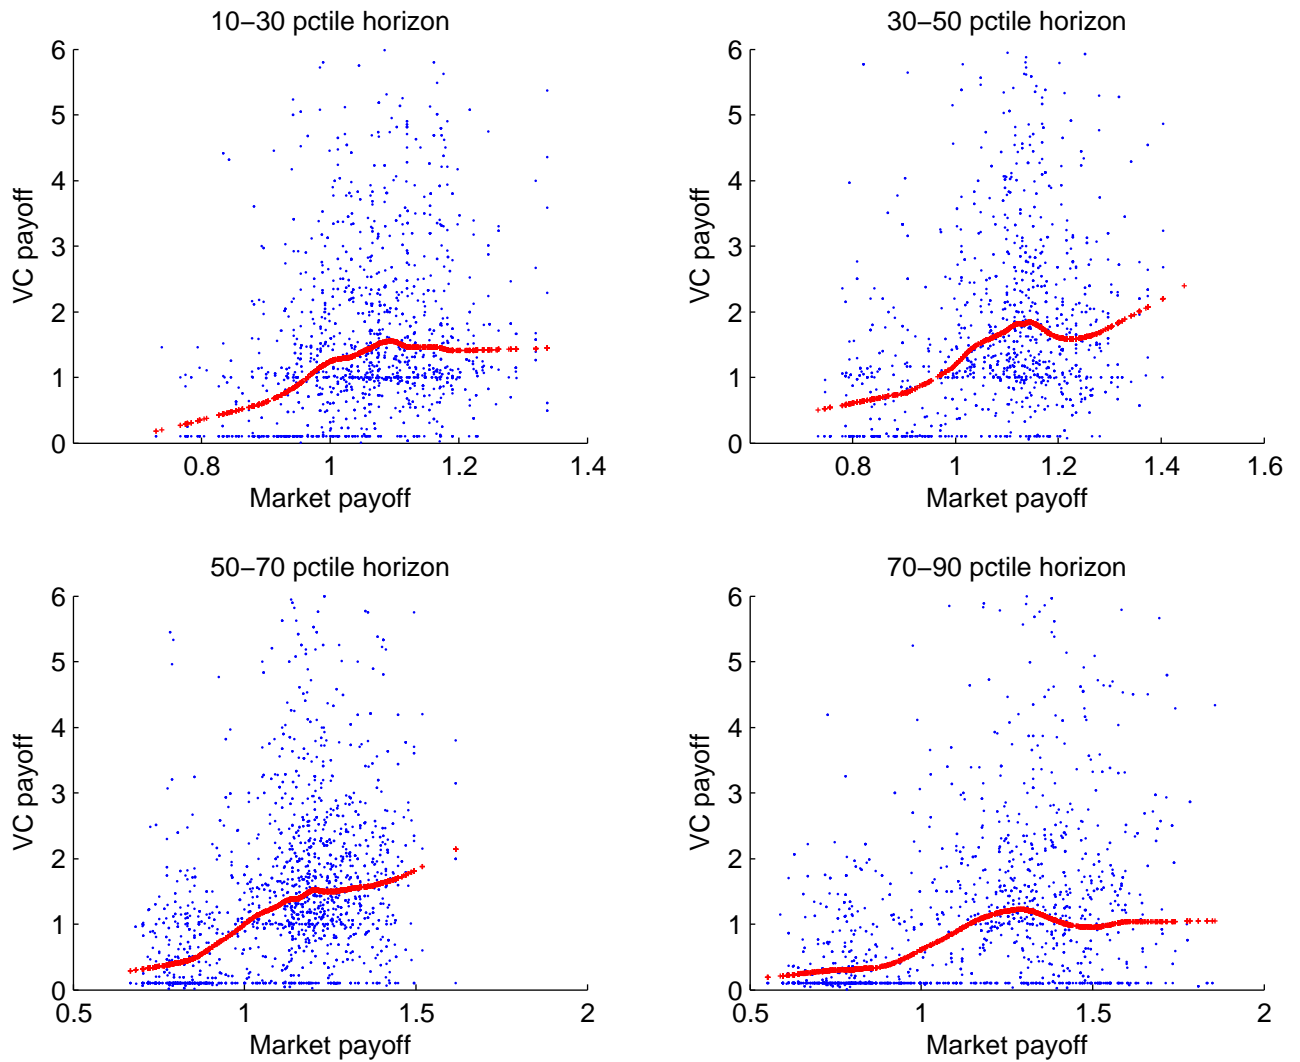 10−30 pctile horizon
6
5
4
3
2
1
0
VC payoff
0.8 1 1.2 1.4
Market payoff
30−50 pctile horizon
6
5
4
3
2
1
0
VC payoff
0.8 1 1.2 1.4 1.6
Market payoff
50−70 pctile horizon
6
5
4
3
2
1
0
VC payoff
0.5 1 1.5 2
Market payoff
70−90 pctile horizon
6
5
4
3
2
1
0
VC payoff
0.5 1 1.5 2
Market payoff